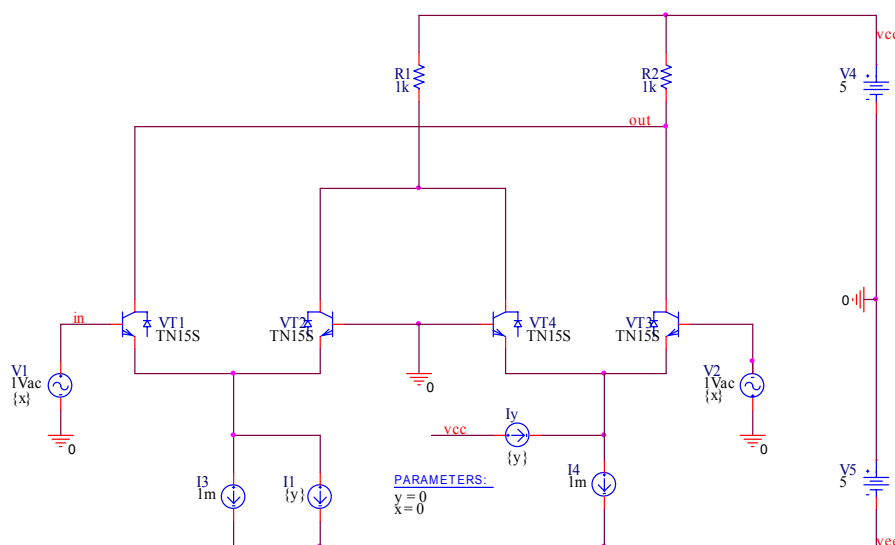 vcc
R1
1k
R2
1k
V4
5
out
0
in
VT1
TN15S
VT2
TN15S
VT4
TN15S
VT3
TN15S
V1
1Vac
{x}
0
0
V2
1Vac
{x}
0
vcc
Iy
{y}
I3
1m
I1
{y}
PARAMETERS:
y = 0
x = 0
I4
1m
V5
5
vee